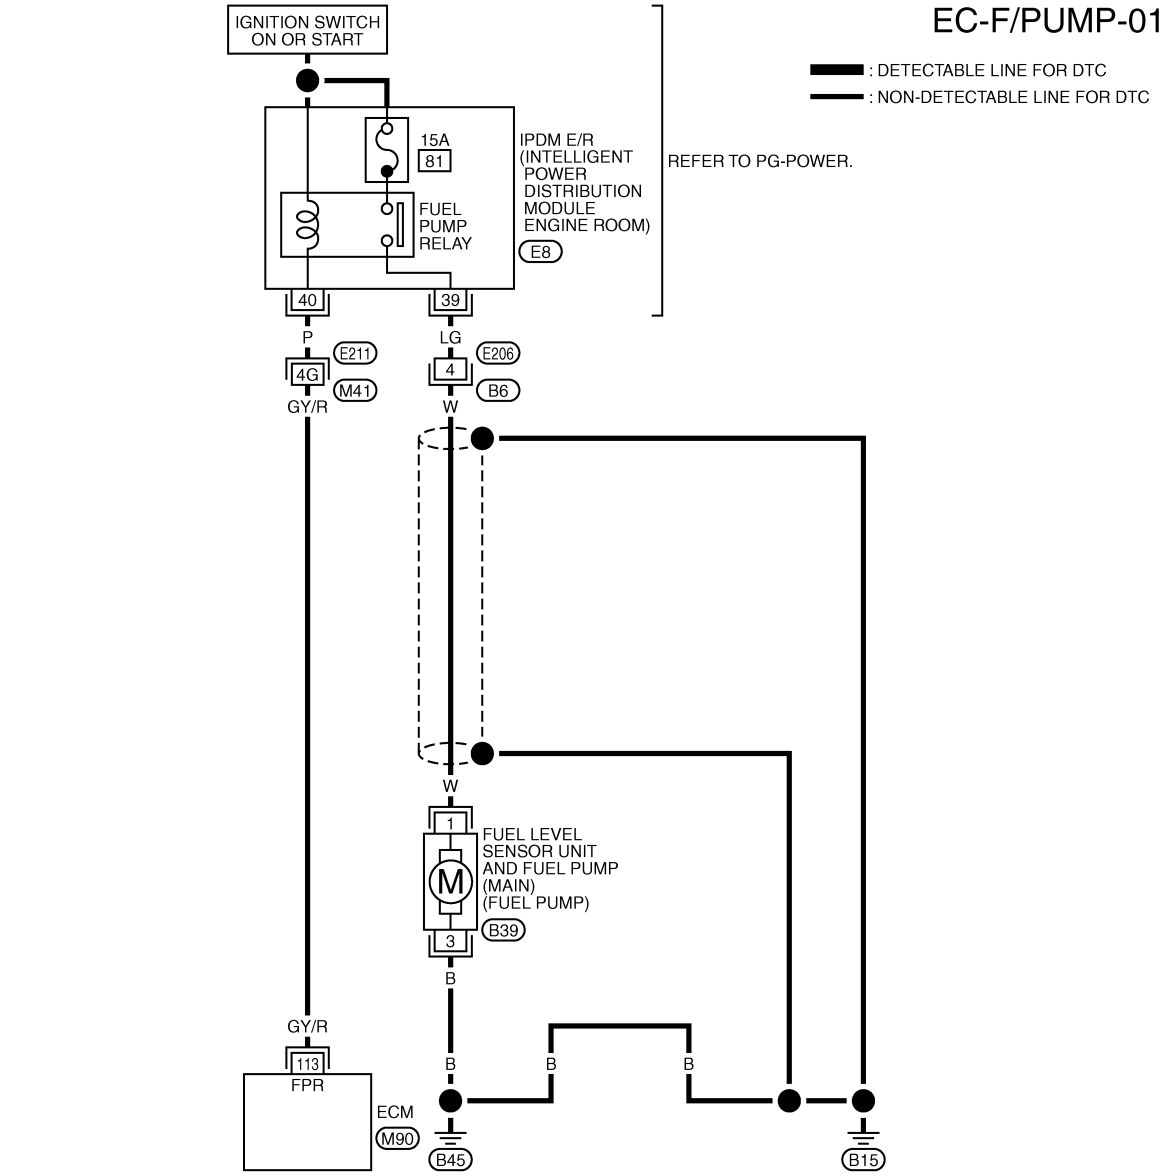 EC-F/PUMP-01
IGNITION SWITCH
ON OR START
: DETECTABLE LINE FOR DTC
: NON-DETECTABLE LINE FOR DTC
15A
81
IPDM E/R
(INTELLIGENT
POWER
DISTRIBUTION
MODULE
ENGINE ROOM)
E8
REFER TO PG-POWER.
FUEL
PUMP
RELAY
40
39
P
LG
E211
E206
4G
4
M41
B6
GY/R
W
W
1
FUEL LEVEL
SENSOR UNIT
AND FUEL PUMP
(MAIN)
(FUEL PUMP)
M
B39
3
B
GY/R
B
B
B
113
FPR
ECM
M90
B45
B15